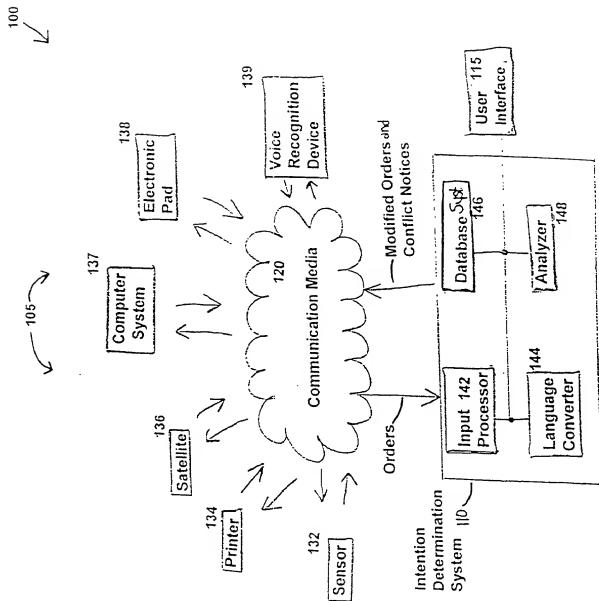 100
105
137
Computer
System
138
Electronic
Pad
139
Voice
Recognition
Device
136
Satellite
134
Printer
132
Sensor
120
Communication Media
Orders
Modified Orders and
Conflict Notices
115
User
Interface
Intention
Determination
System 110
Input 142
Processor
144
Language
Converter
Database Syst
146
Analyzer
148